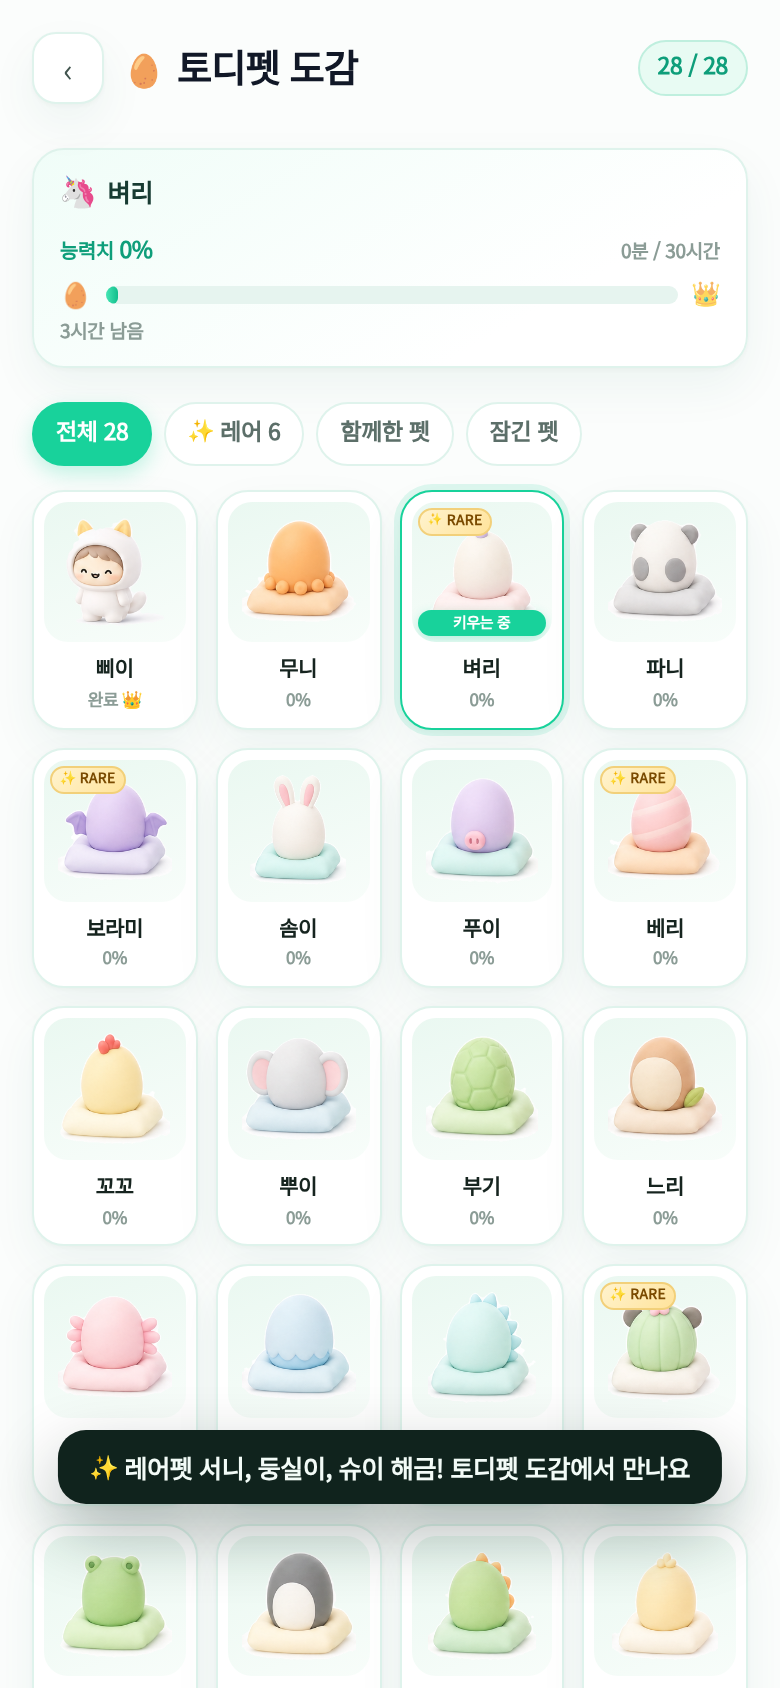 토디펫 도감
28 / 28
벼리
능력치 0%
0분 / 30시간
3시간 남음
전체 28
✨ 레어 6
함께한 펫
잠긴 펫
삐이
완료
무니
0%
✨ RARE
키우는 중
벼리
0%
파니
0%
✨ RARE
보라미
0%
솜이
0%
푸이
0%
✨ RARE
베리
0%
꼬꼬
0%
뿌이
0%
부기
0%
느리
0%
✨ RARE
✨ 레어펫 서니, 둥실이, 슈이 해금! 토디펫 도감에서 만나요